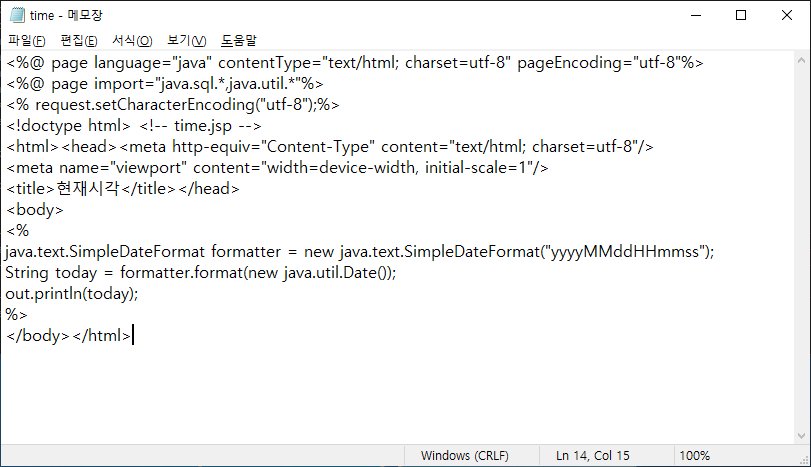 time - 메모장
파일(F) 편집(E) 서식(O) 보기(V) 도움말
<%@ page language="java" contentType="text/html; charset=utf-8" pageEncoding="utf-8"%>
<%@ page import="java.sql.*,java.util.*"%>
<% request.setCharacterEncoding("utf-8");%>
<!doctype html> <!-- time.jsp -->
<html><head><meta http-equiv="Content-Type" content="text/html; charset=utf-8"/>
<meta name="viewport" content="width=device-width, initial-scale=1"/>
<title>현재시각</title></head>
<body>
<%
java.text.SimpleDateFormat formatter = new java.text.SimpleDateFormat("yyyyMMddHHmmss");
String today = formatter.format(new java.util.Date());
out.println(today);
%>
</body></html>
Windows (CRLF) Ln 14, Col 15 100%